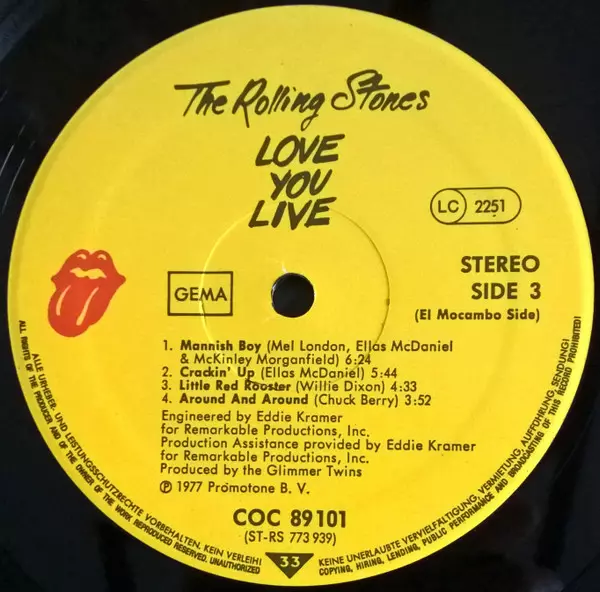 The Rolling Stones
LOVE
YOU
LIVE
LC 2251
STEREO
SIDE 3
(El Mocambo Side)
GEMA
1. Mannish Boy (Mel London, Ellas McDaniel
& McKinley Morganfield) 6:24
2. Crackin' Up (Ellas McDaniel) 5:44
3. Little Red Rooster (Willie Dixon) 4:33
4. Around And Around (Chuck Berry) 3:52
Engineered by Eddie Kramer
for Remarkable Productions, Inc.
Production Assistance provided by Eddie Kramer
for Remarkable Productions, Inc.
Produced by the Glimmer Twins
Ⓟ 1977 Promotone B. V.
COC 89101
(ST-RS 773 939)
33
ALLE URHEBER- UND LEISTUNGSSCHUTZRECHTE VORBEHALTEN. KEIN VERLEIH! KEINE UNERLAUBTE VERVIELFÄLTIGUNG, VERMIETUNG, AUFFÜHRUNG, SENDUNG!
ALL RIGHTS OF THE PRODUCER AND OF THE OWNER OF THE WORK REPRODUCED RESERVED. UNAUTHORIZED COPYING, HIRING, LENDING, PUBLIC PERFORMANCE AND BROADCASTING OF THIS RECORD PROHIBITED!